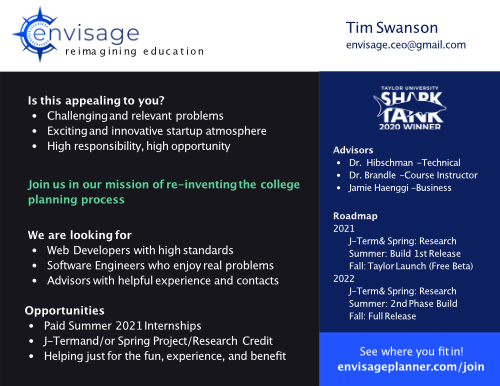 envisage
reimagining education
Tim Swanson
envisage.ceo@gmail.com
Is this appealing to you?
• Challenging and relevant problems
• Exciting and innovative startup atmosphere
• High responsibility, high opportunity
Join us in our mission of re-inventing the college
planning process
We are looking for
• Web Developers with high standards
• Software Engineers who enjoy real problems
• Advisors with helpful experience and contacts
Opportunities
• Paid Summer 2021 Internships
• J-Term and/or Spring Project/Research Credit
• Helping just for the fun, experience, and benefit
TAYLOR UNIVERSITY
SHARK
TANK
2020 WINNER
Advisors
• Dr. Hibschman -Technical
• Dr. Brandle -Course Instructor
• Jamie Haenggi -Business
Roadmap
2021
J-Term & Spring: Research
Summer: Build 1st Release
Fall: Taylor Launch (Free Beta)
2022
J-Term & Spring: Research
Summer: 2nd Phase Build
Fall: Full Release
See where you fit in!
envisageplanner.com/join